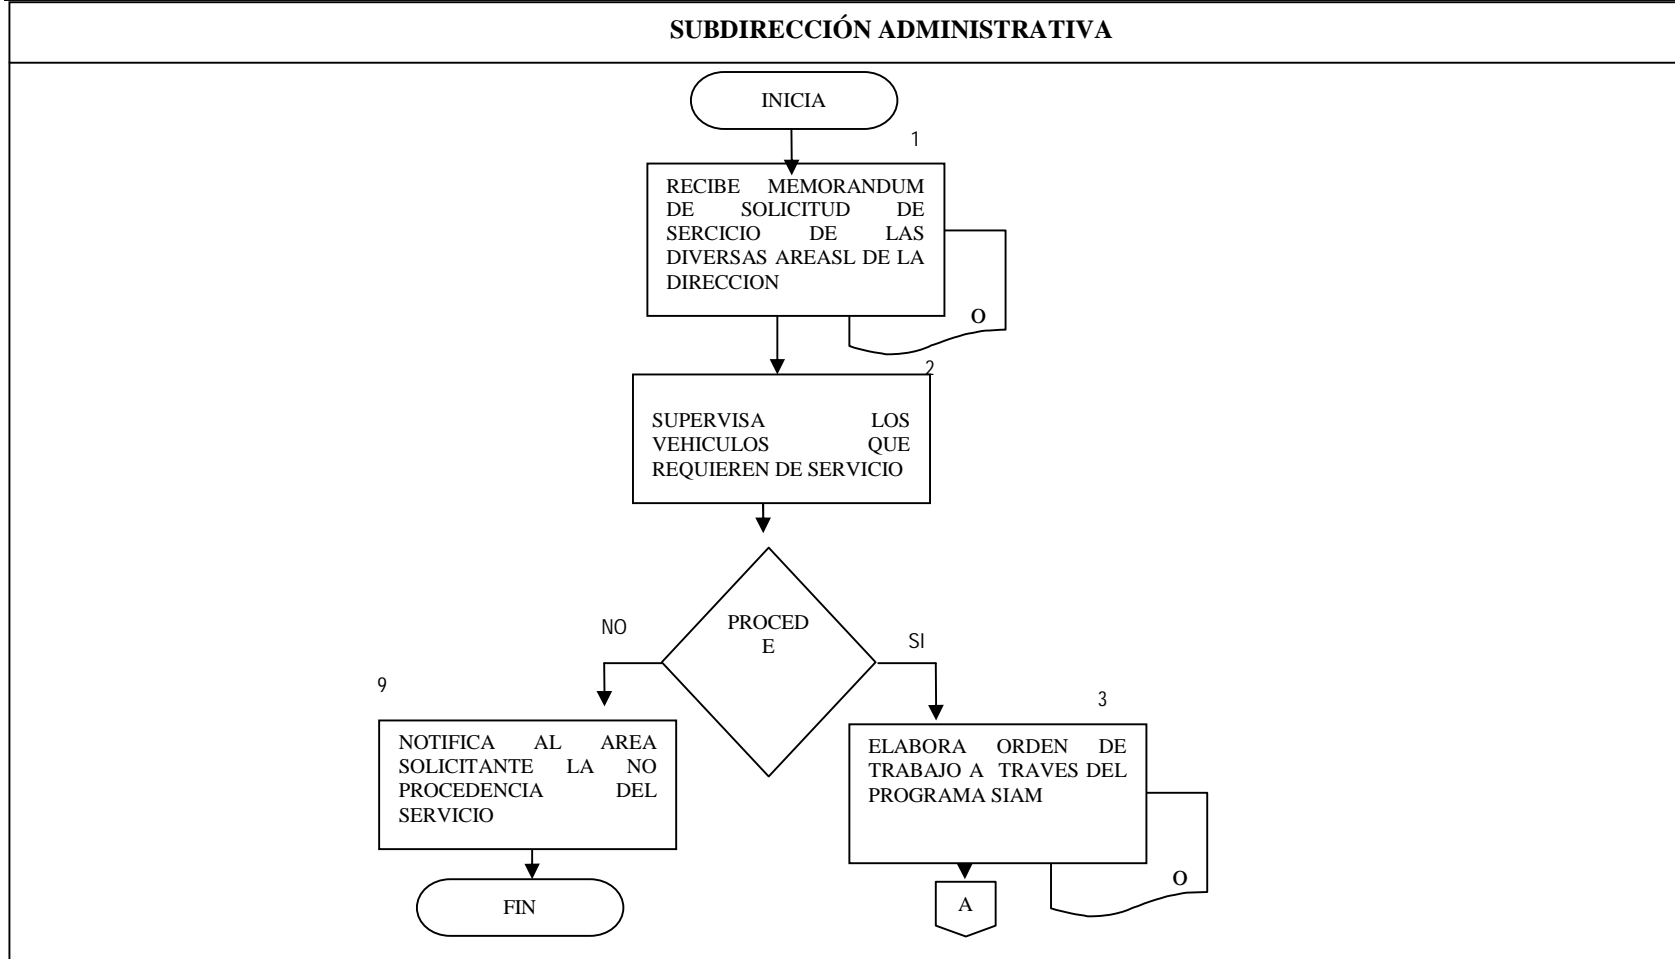 SUBDIRECCIÓN ADMINISTRATIVA
INICIA
1
RECIBE MEMORANDUM
DE SOLICITUD DE
SERCICIO DE LAS
DIVERSAS AREASL DE LA
DIRECCION
O
2
SUPERVISA LOS
VEHICULOS QUE
REQUIEREN DE SERVICIO
PROCED
E
NO
SI
9
NOTIFICA AL AREA
SOLICITANTE LA NO
PROCEDENCIA DEL
SERVICIO
FIN
3
ELABORA ORDEN DE
TRABAJO A TRAVES DEL
PROGRAMA SIAM
O
A